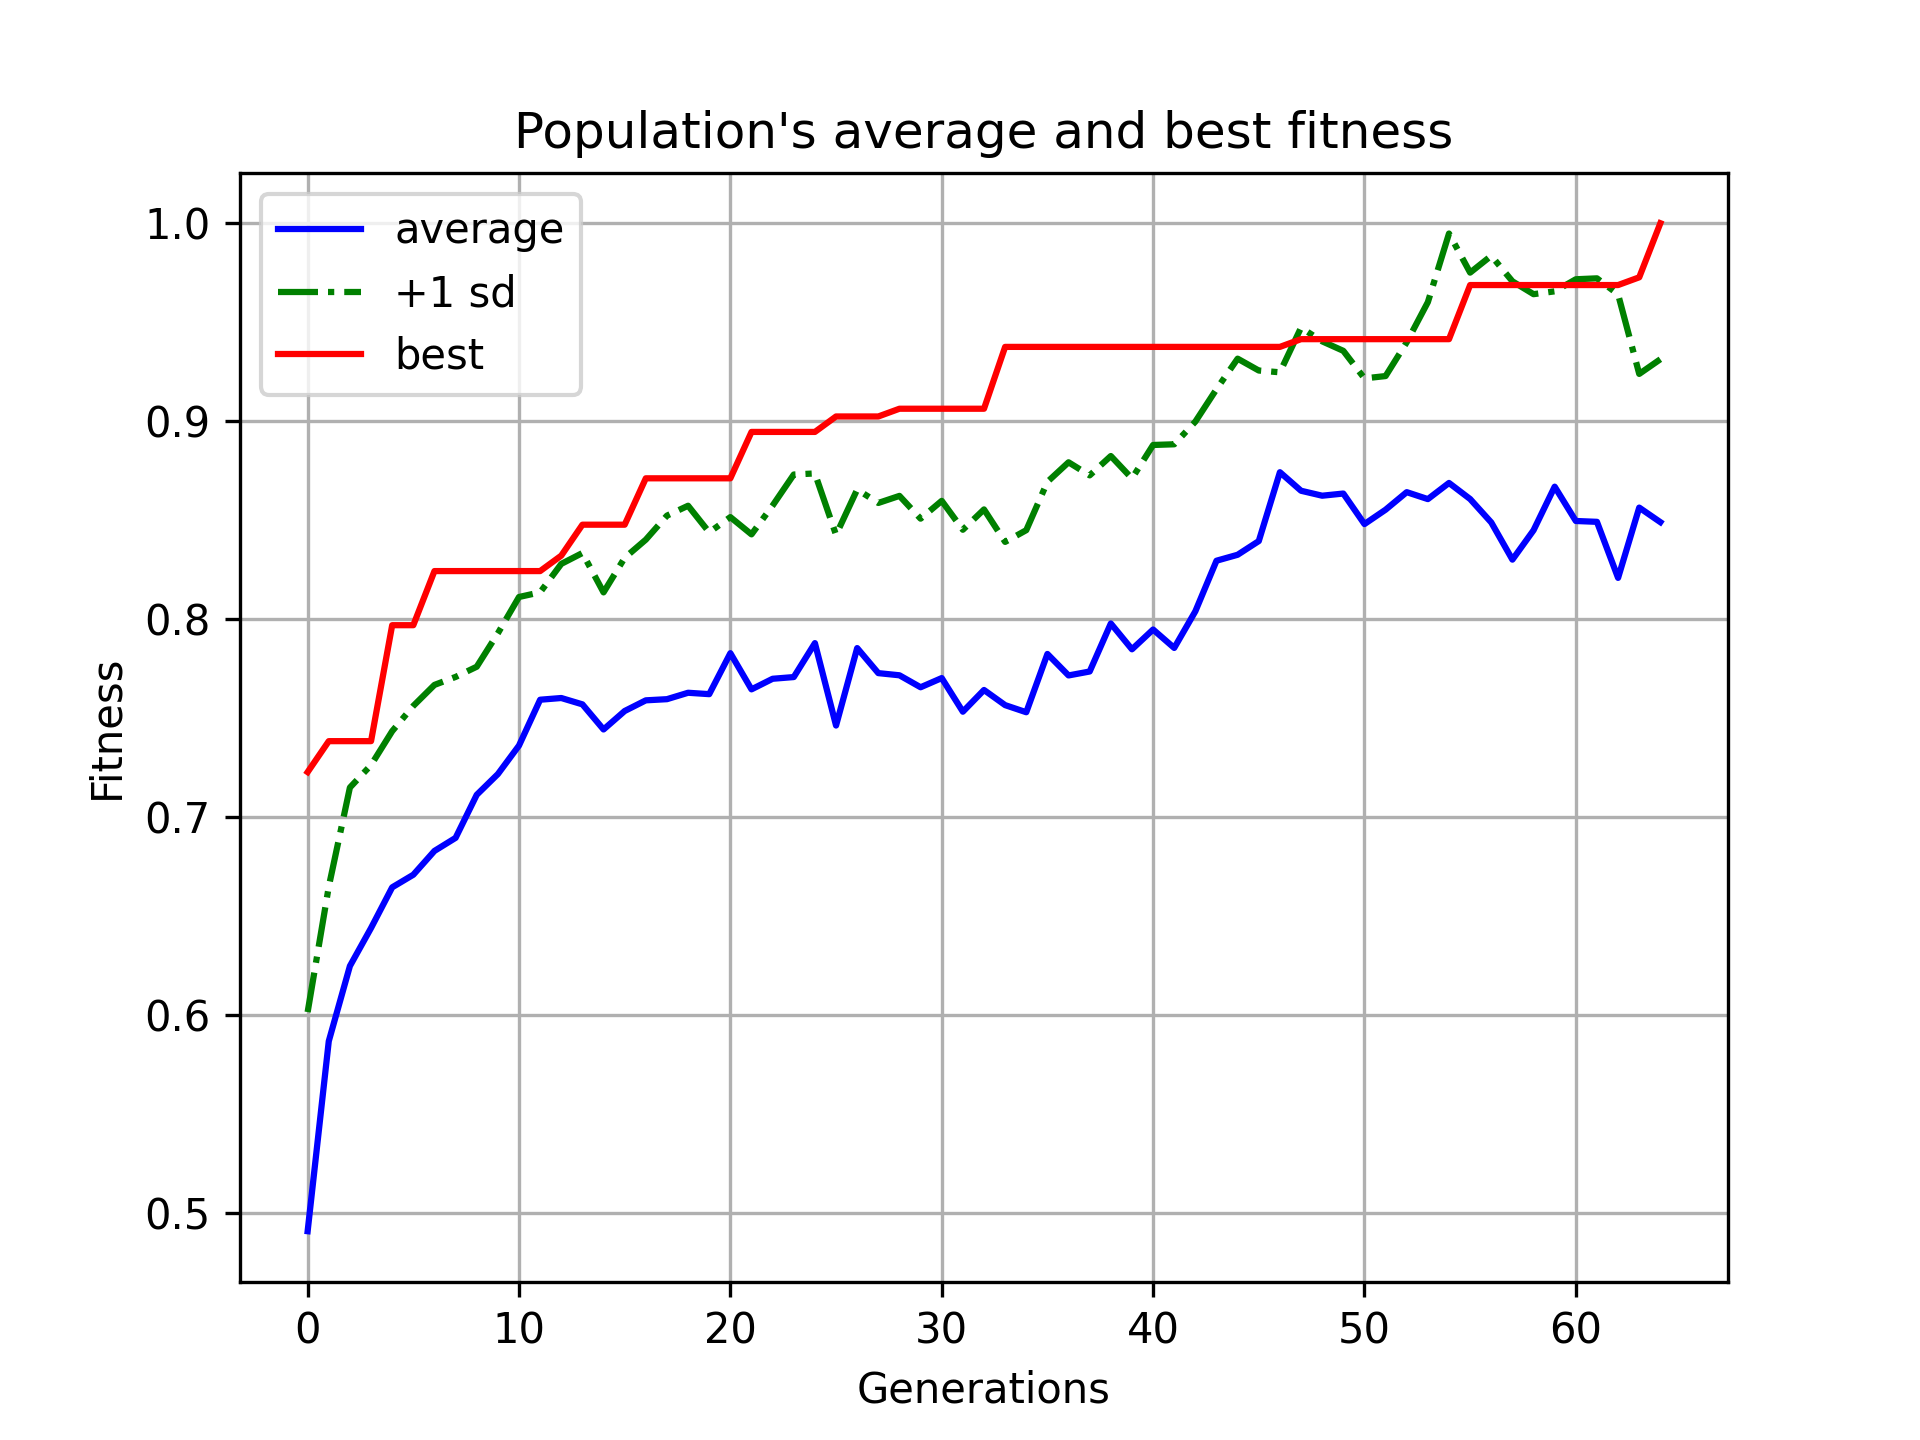 Population's average and best fitness
average
+1 sd
best
1.0
0.9
0.8
0.7
0.6
0.5
Fitness
0 10 20 30 40 50 60
Generations